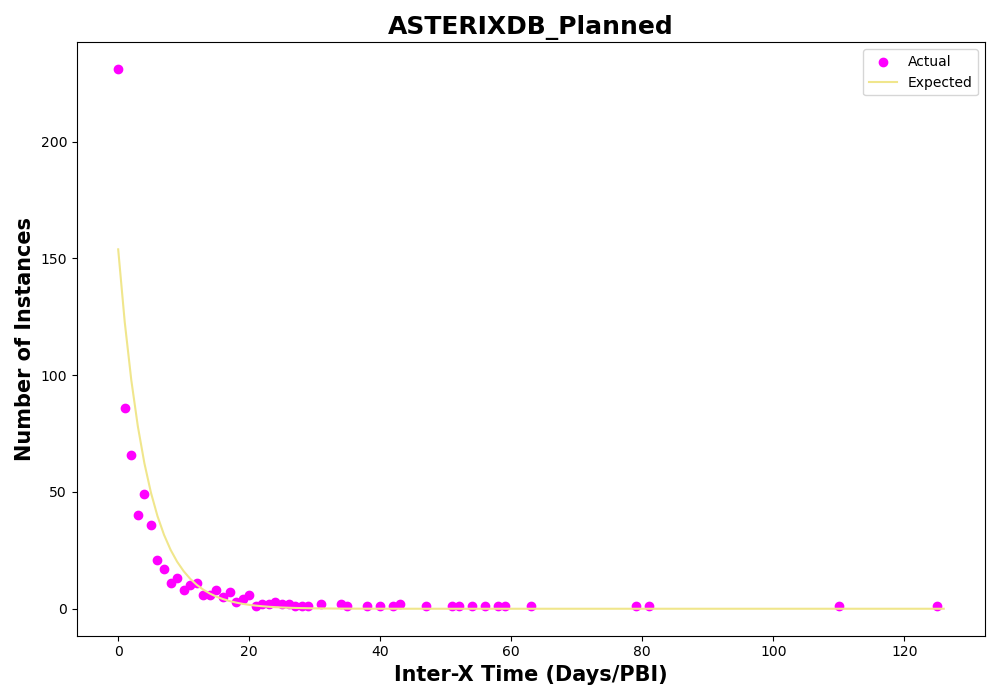 ASTERIXDB_Planned
Actual
Expected
Number of Instances
200
150
100
50
0
0
20
40
60
80
100
120
Inter-X Time (Days/PBI)